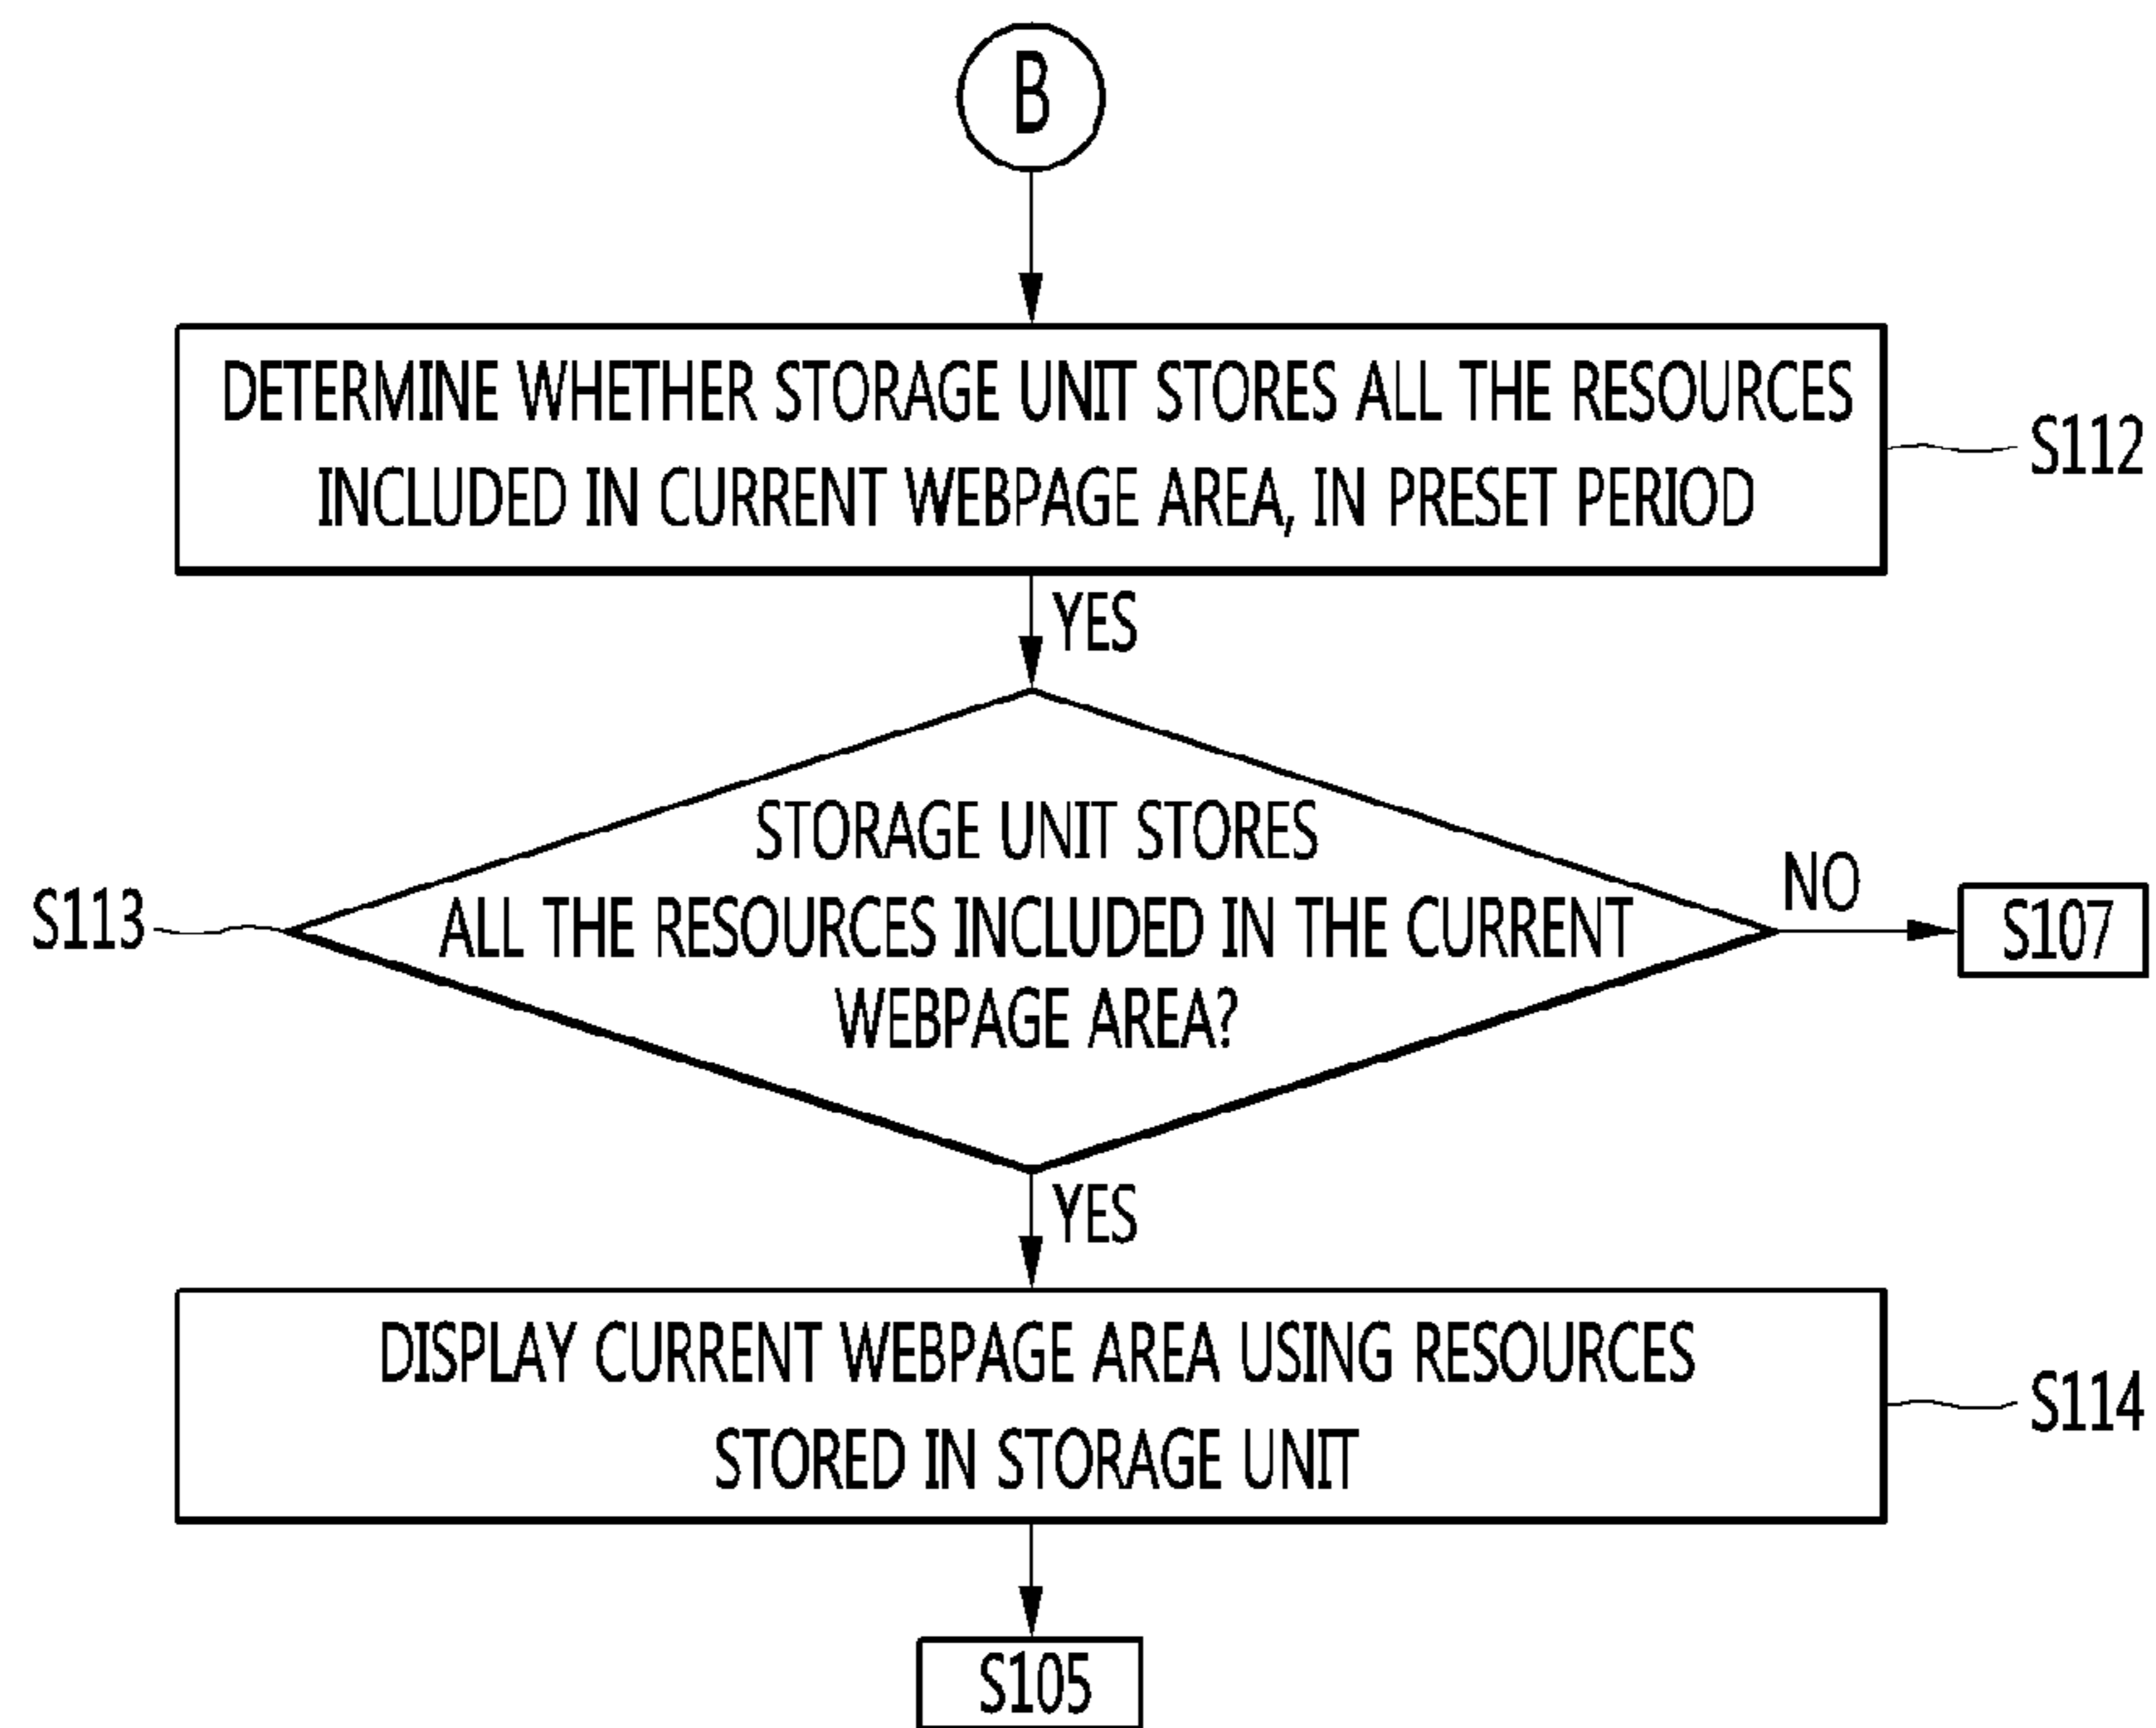 B
DETERMINE WHETHER STORAGE UNIT STORES ALL THE RESOURCES
INCLUDED IN CURRENT WEBPAGE AREA, IN PRESET PERIOD
S112
YES
STORAGE UNIT STORES
ALL THE RESOURCES INCLUDED IN THE CURRENT
WEBPAGE AREA?
S113
NO
S107
YES
DISPLAY CURRENT WEBPAGE AREA USING RESOURCES
STORED IN STORAGE UNIT
S114
S105